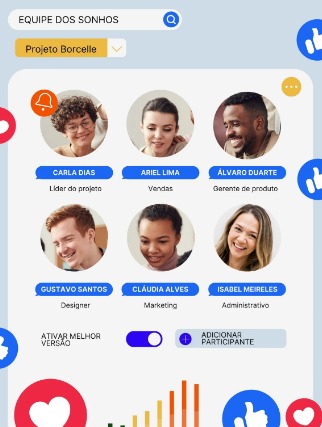 EQUIPE DOS SONHOS
Projeto Borcelle
CARLA DIAS
ARIEL LIMA
ÁLVARO DUARTE
Líder do projeto
Vendas
Gerente de produto
GUSTAVO SANTOS
CLÁUDIA ALVES
ISABEL MEIRELES
Designer
Marketing
Administrativo
ATIVAR MELHOR
VERSÃO
ADICIONAR
PARTICIPANTE